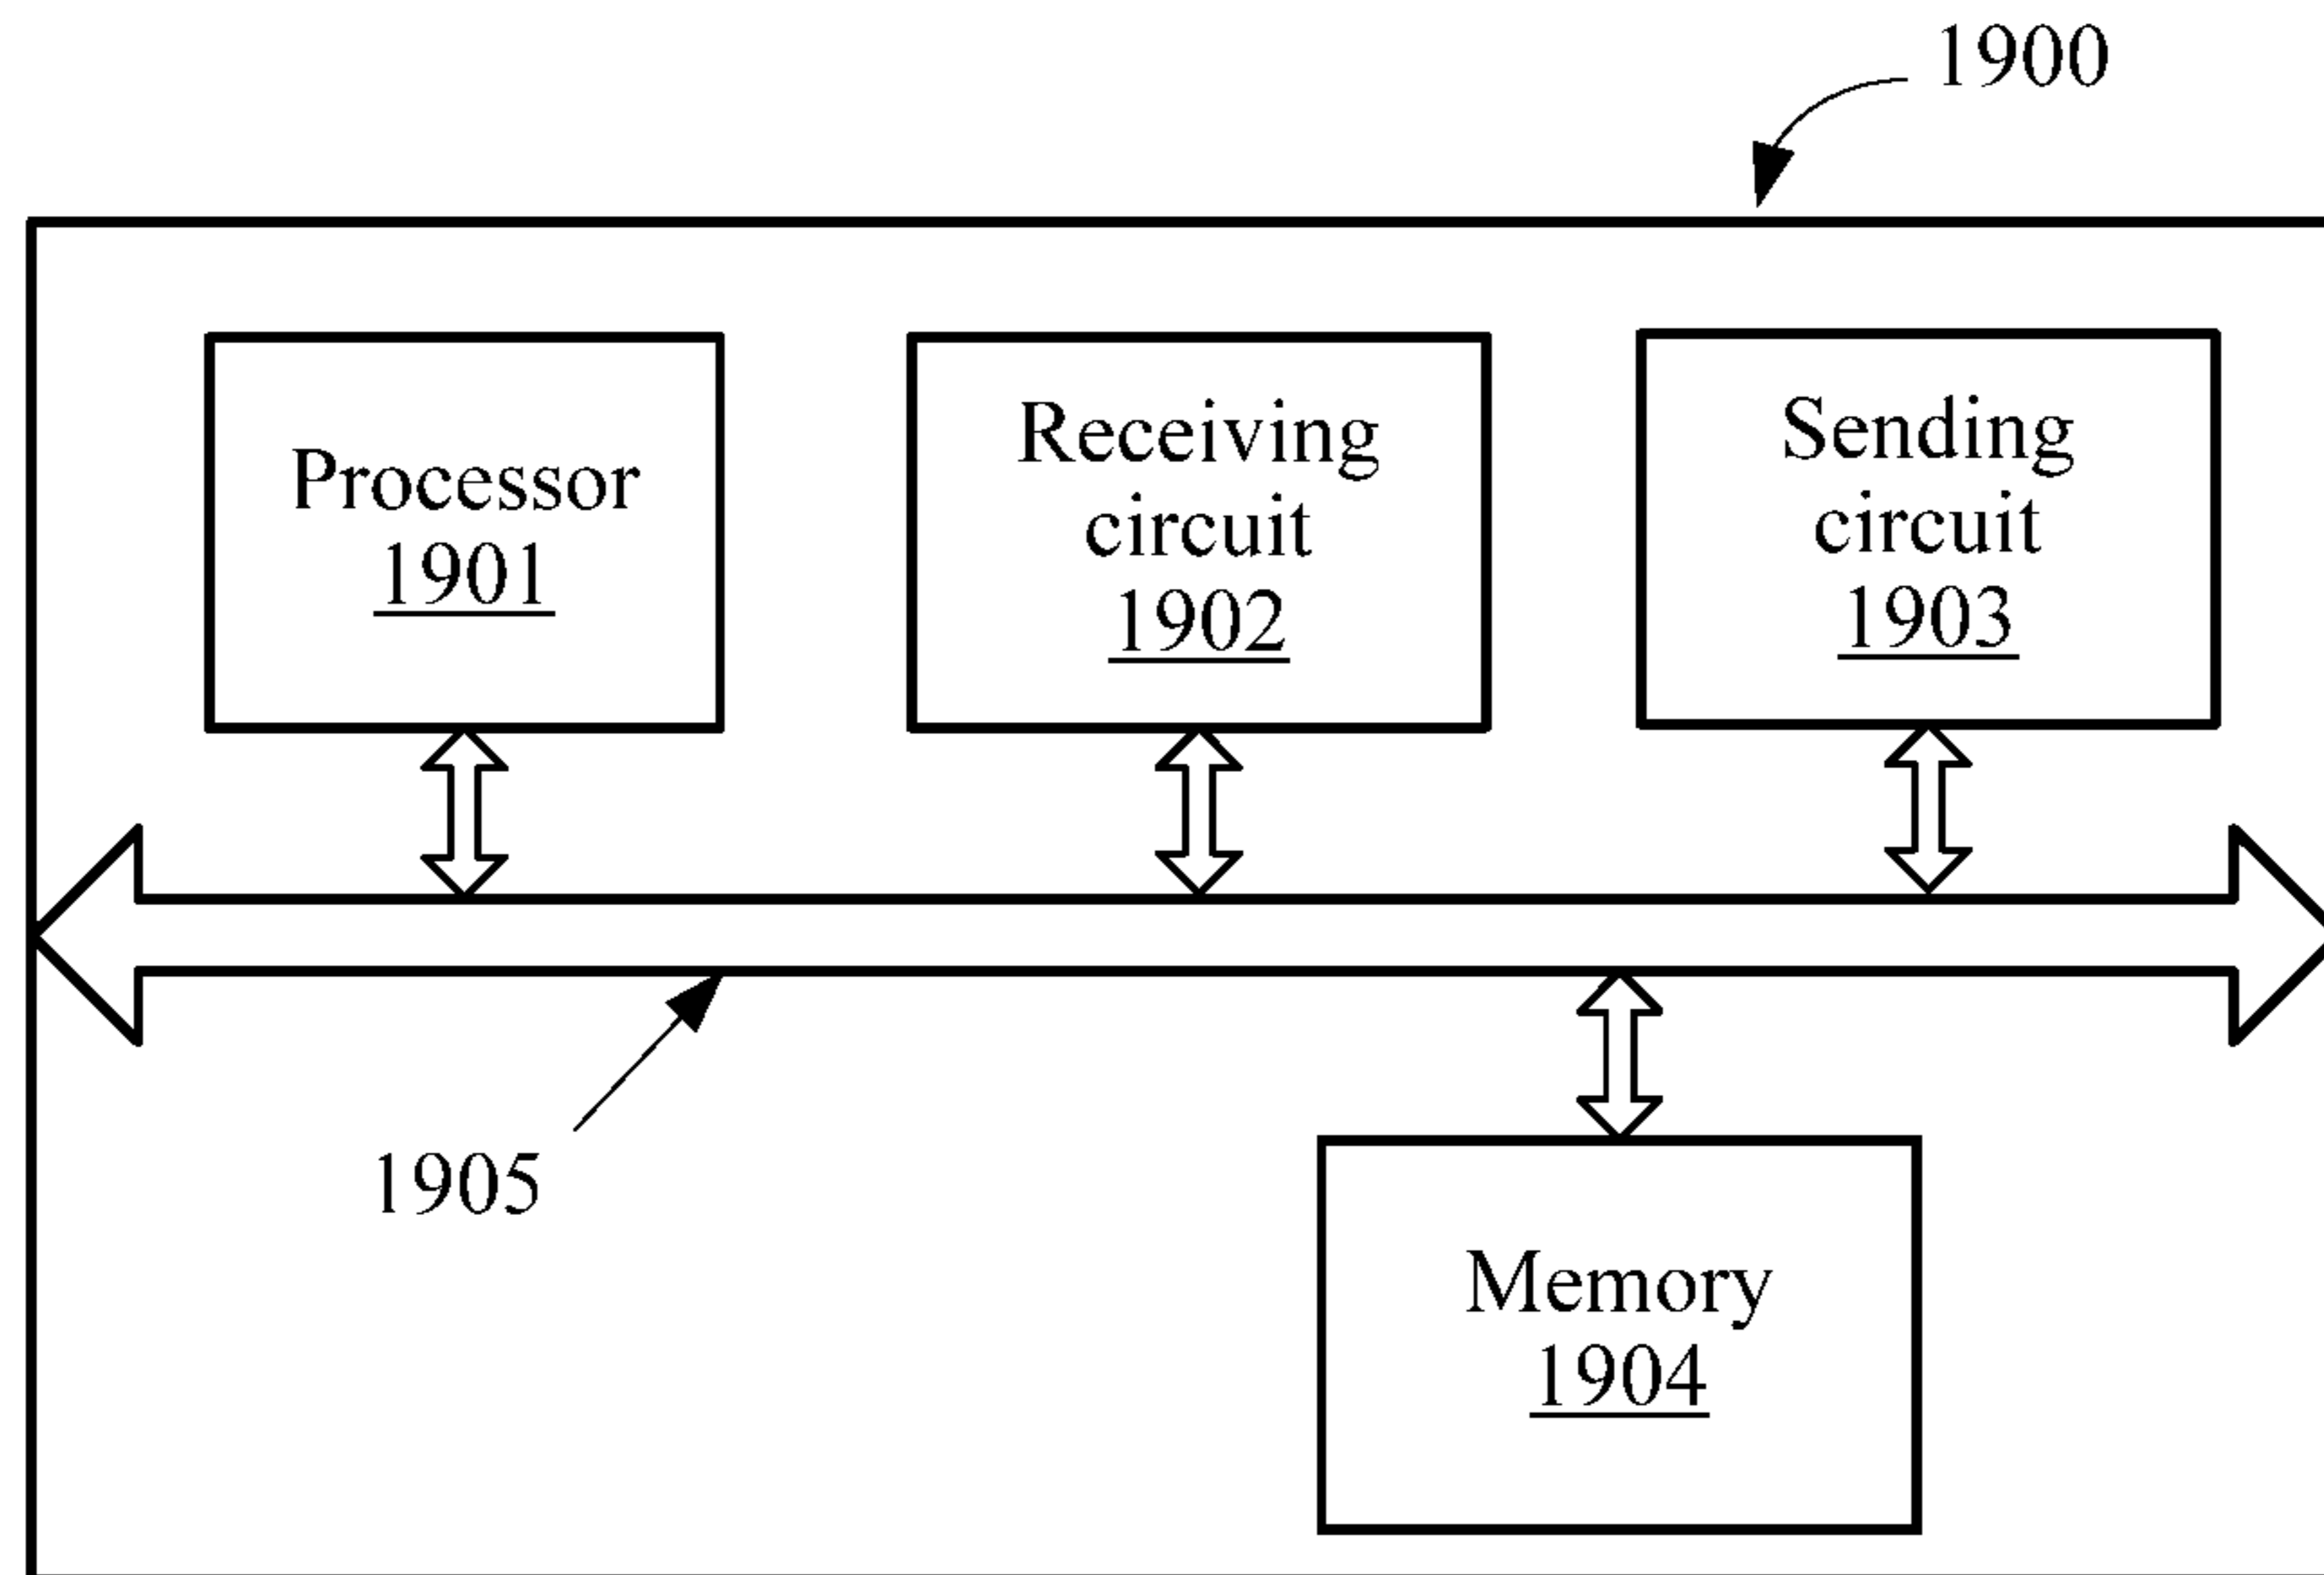 1900
Processor
1901
Receiving
circuit
1902
Sending
circuit
1903
1905
Memory
1904